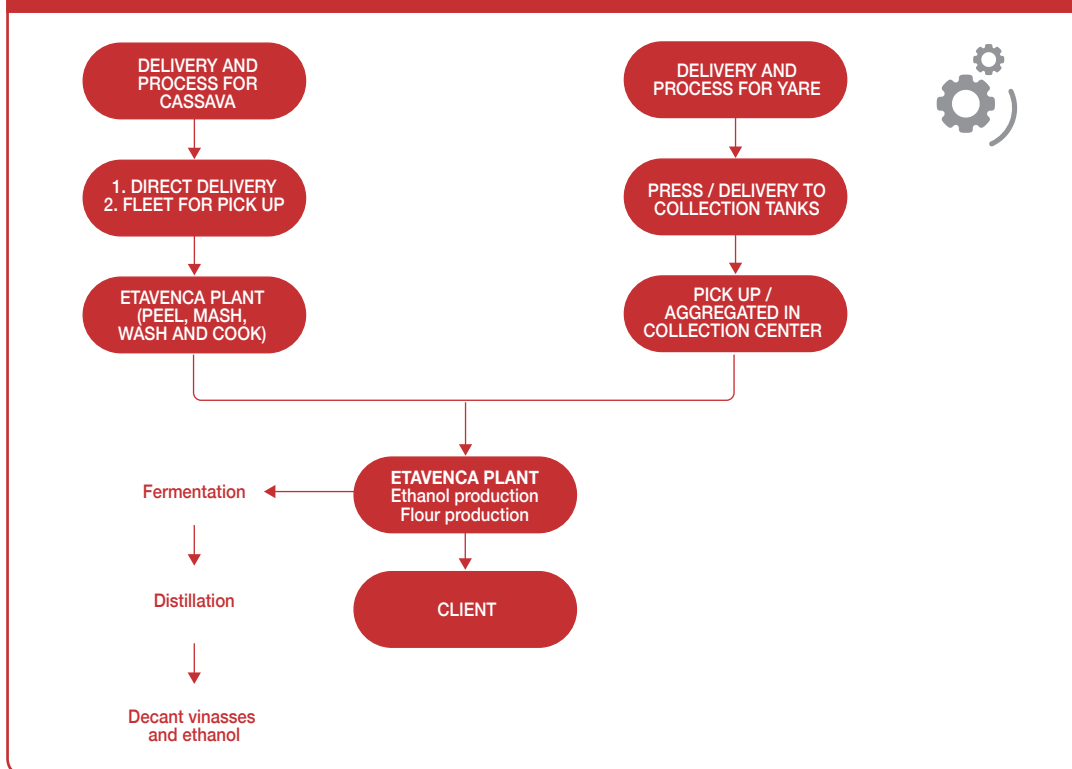 DELIVERY AND
PROCESS FOR
CASSAVA
DELIVERY AND
PROCESS FOR YARE
1. DIRECT DELIVERY
2. FLEET FOR PICK UP
PRESS / DELIVERY TO
COLLECTION TANKS
ETAVENCA PLANT
(PEEL, MASH,
WASH AND COOK)
PICK UP /
AGGREGATED IN
COLLECTION CENTER
ETAVENCA PLANT
Ethanol production
Flour production
Fermentation
Distillation
Decant vinasses
and ethanol
CLIENT